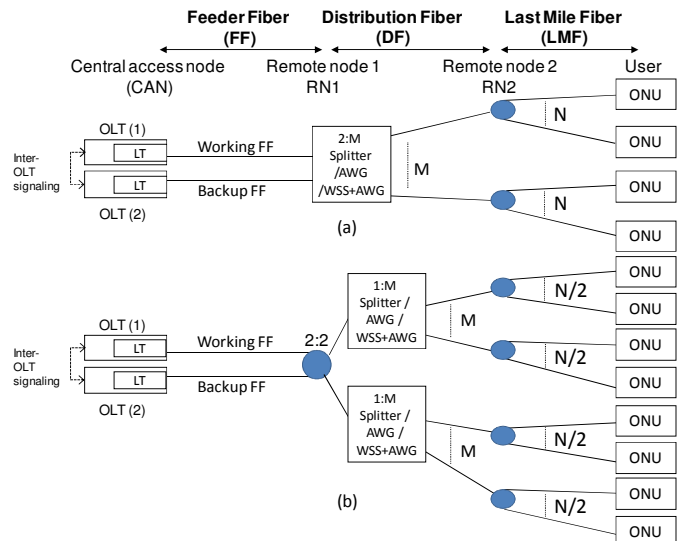 Feeder Fiber Distribution Fiber Last Mile Fiber
(FF) (DF) (LMF)
Central access node Remote node 1 Remote node 2 User
(CAN) RN1 RN2
OLT (1)
LT
Inter-
OLT
signaling
LT
OLT (2)
Working FF
Backup FF
2:M
Splitter
/AWG
/WSS+AWG
M
N
N
ONU
ONU
ONU
ONU
(a)
OLT (1)
LT
Inter-
OLT
signaling
LT
OLT (2)
Working FF
Backup FF
2:2
1:M
Splitter /
AWG /
WSS+AWG
M
1:M
Splitter /
AWG /
WSS+AWG
M
N/2
N/2
N/2
N/2
ONU
ONU
ONU
ONU
ONU
ONU
ONU
ONU
(b)